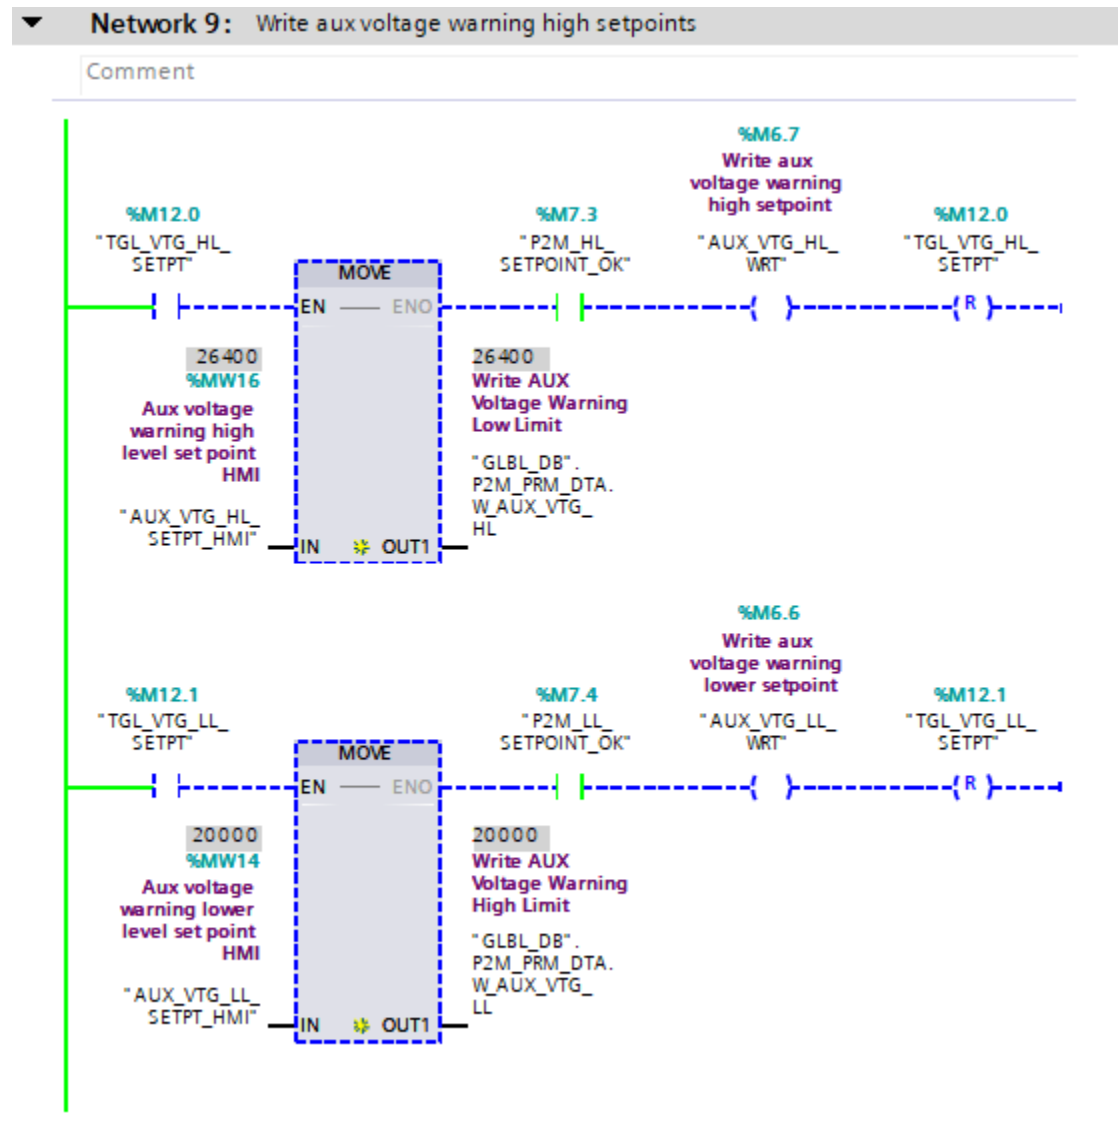 Network 9: Write aux voltage warning high setpoints
Comment
%M6.7
Write aux
voltage warning
high setpoint
%M12.0
%M7.3
%M12.0
"TGL_VTG_HL_
SETPT"
"P2M_HL_
SETPOINT_OK"
"AUX_VTG_HL_
WRT"
"TGL_VTG_HL_
SETPT"
MOVE
EN ENO
R
26400
%MW16
Aux voltage
warning high
level set point
HMI
"AUX_VTG_HL_
SETPT_HMI"
IN OUT1
26400
Write AUX
Voltage Warning
Low Limit
"GLBL_DB".
P2M_PRM_DTA.
W_AUX_VTG_
HL
%M6.6
Write aux
voltage warning
lower setpoint
%M12.1
%M7.4
%M12.1
"TGL_VTG_LL_
SETPT"
"P2M_LL_
SETPOINT_OK"
"AUX_VTG_LL_
WRT"
"TGL_VTG_LL_
SETPT"
MOVE
EN ENO
R
20000
%MW14
Aux voltage
warning lower
level set point
HMI
"AUX_VTG_LL_
SETPT_HMI"
IN OUT1
20000
Write AUX
Voltage Warning
High Limit
"GLBL_DB".
P2M_PRM_DTA.
W_AUX_VTG_
LL